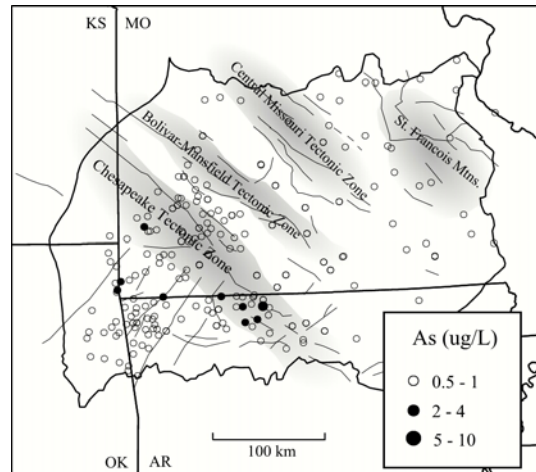 KS MO
Central Missouri Tectonic Zone
St. Francois Mtns.
Bolivar-Mansfield Tectonic Zone
Chesapeake Tectonic Zone
As (ug/L)
0.5 - 1
2 - 4
5 - 10
100 km
OK AR